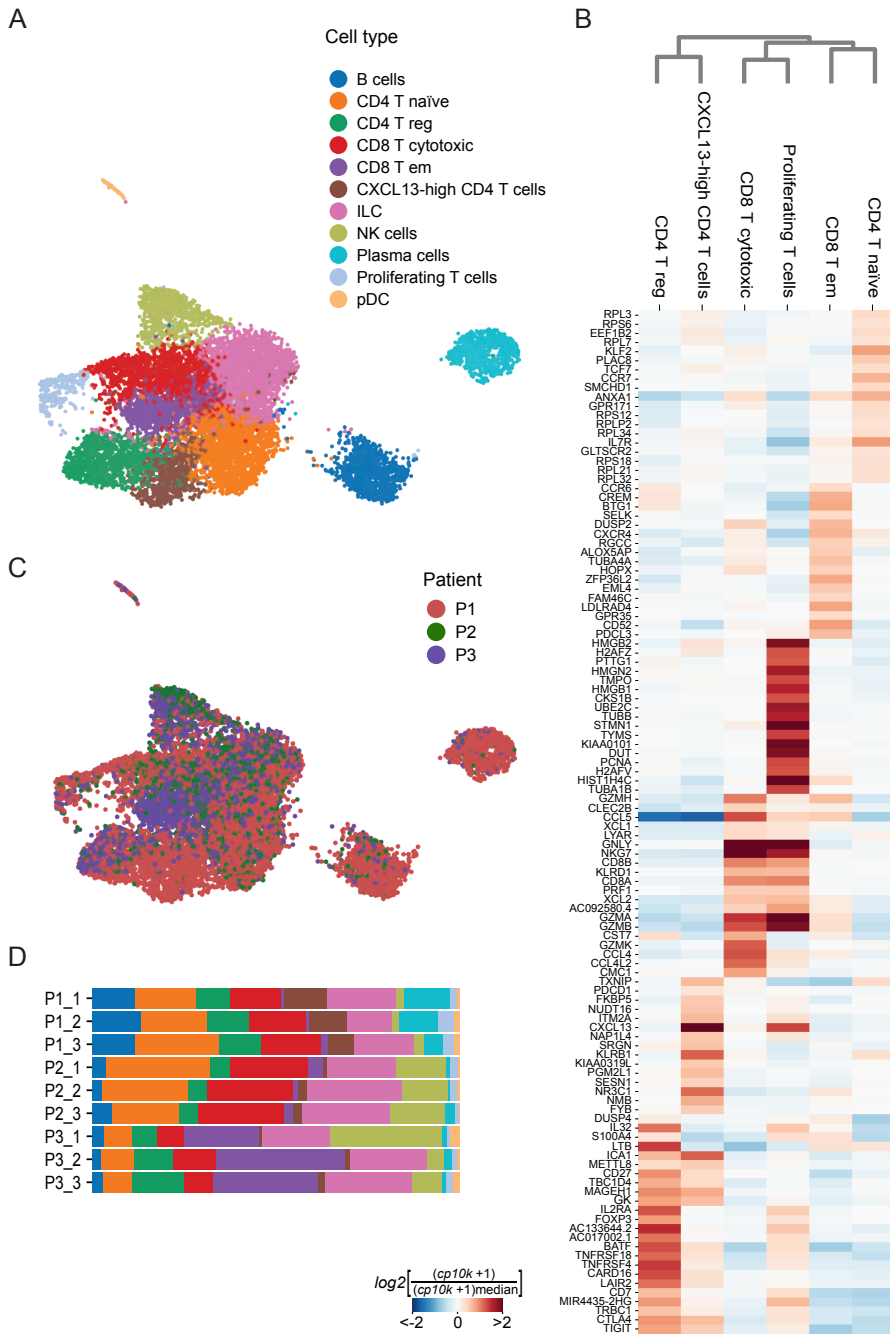 A
Cell type
B cells
CD4 T naïve
CD4 T reg
CD8 T cytotoxic
CD8 T em
CXCL13-high CD4 T cells
ILC
NK cells
Plasma cells
Proliferating T cells
pDC
B
CD4 T reg
CXCL13-high CD4 T cells
CD8 T cytotoxic
Proliferating T cells
CD8 T em
CD4 T naïve
RPL3
RPS6
EEF1B2
RPL7
KLF2
PLAC8
TCF7
CCR7
SMCHD1
ANXA1
GPR171
RPS12
RPLP2
RPL34
IL7R
GLTSCR2
RPS18
RPL21
RPL32
CCR6
CREM
BTG1
SELK
DUSP2
CXCR4
RGCC
ALOX5AP
TUBA4A
HOPX
ZFP36L2
EML4
FAM46C
LDLRAD4
GPR35
CD52
PDCL3
HMGB2
H2AFZ
PTTG1
HMGN2
TMPO
HMGB1
CKS1B
UBE2C
TUBB
STMN1
TYMS
KIAA0101
DUT
PCNA
H2AFV
HIST1H4C
TUBA1B
GZMH
CLEC2B
CCL5
XCL1
LYAR
GNLY
NKG7
CD8B
KLRD1
CD8A
PRF1
XCL2
AC092580.4
GZMA
GZMB
CST7
GZMK
CCL4
CCL4L2
CMC1
TXNIP
PDCD1
FKBP5
NUDT16
ITM2A
CXCL13
NAP1L4
SRGN
KLRB1
KIAA0319L
PGM2L1
SESN1
NR3C1
NMB
FYB
DUSP4
IL32
S100A4
LTB
ICA1
METTL8
CD27
TBC1D4
MAGEH1
GK
IL2RA
FOXP3
AC133644.2
AC017002.1
BATF
TNFRSF18
TNFRSF4
CARD16
LAIR2
CD7
MIR4435-2HG
TRBC1
CTLA4
TIGIT
C
Patient
P1
P2
P3
D
P1_1
P1_2
P1_3
P2_1
P2_2
P2_3
P3_1
P3_2
P3_3
log2[(cp10k +1)/(cp10k +1)median]
<-2 0 >2